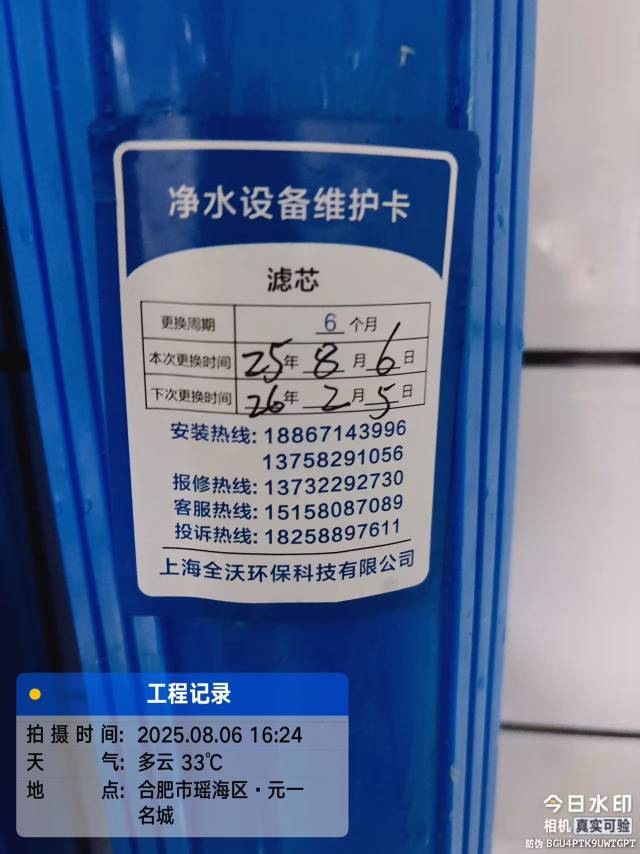 净水设备维护卡
滤芯
更换周期 6 个月
本次更换时间 25年 8 月 6 日
下次更换时间 26年 2 月 5 日
安装热线: 18867143996
13758291056
报修热线: 13732292730
客服热线: 15158087089
投诉热线: 18258897611
上海全沃环保科技有限公司
工程记录
拍摄时间: 2025.08.06 16:24
天气: 多云 33℃
地点: 合肥市瑶海区·元一
名城
今日水印
相机 真实可验
防伪 BGU4PTK9UWTGPT